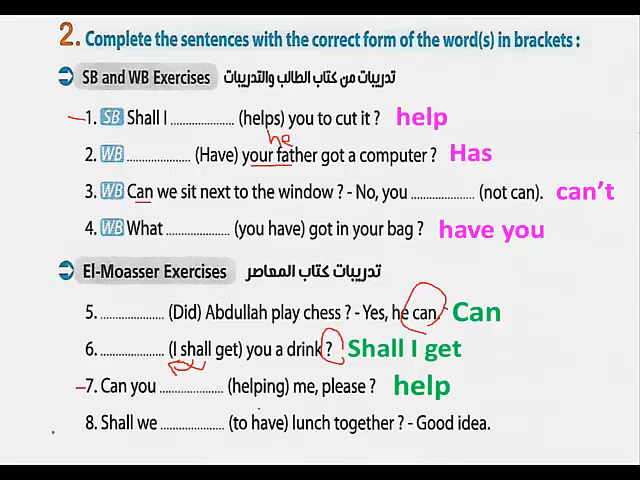 2. Complete the sentences with the correct form of the word(s) in brackets :
SB and WB Exercises تدريبات من كتاب الطالب والتدريبات
1. SB Shall I .................... (helps) you to cut it ? help
he
2. WB .................... (Have) your father got a computer ? Has
3. WB Can we sit next to the window ? - No, you .................... (not can). can't
4. WB What .................... (you have) got in your bag ? have you
El-Moasser Exercises تدريبات كتاب المعاصر
5. .................... (Did) Abdullah play chess ? - Yes, he can. Can
6. .................... (I shall get) you a drink ? Shall I get
7. Can you .................... (helping) me, please ? help
8. Shall we .................... (to have) lunch together ? - Good idea.